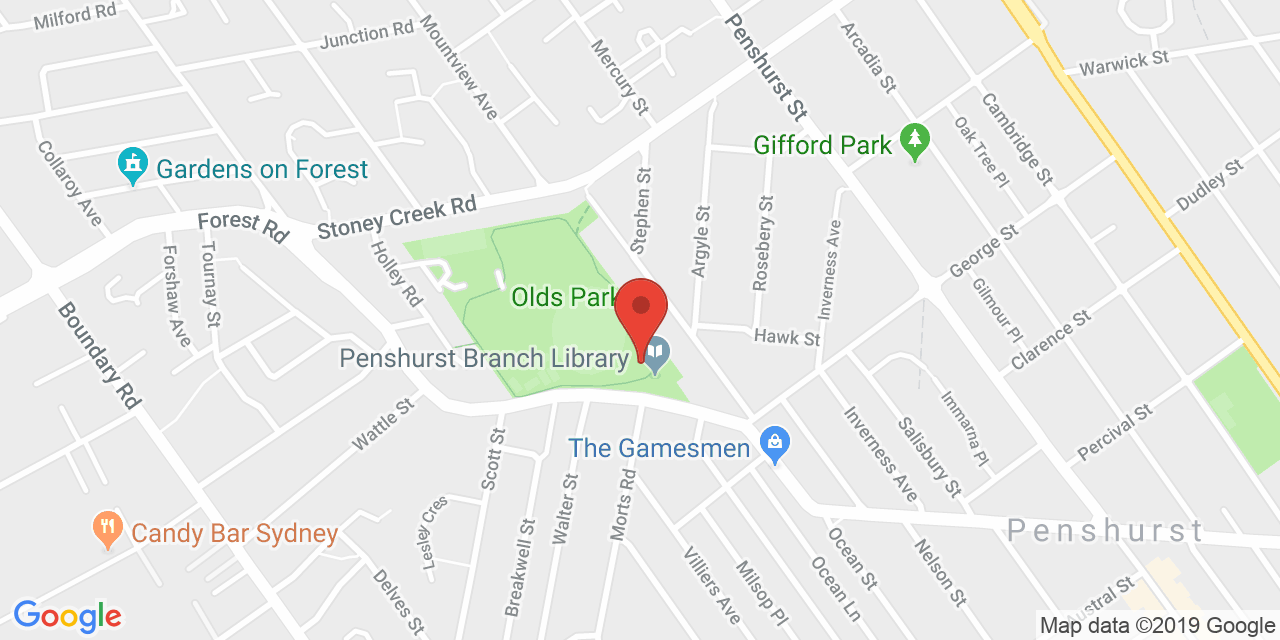 Milford Rd
Junction Rd
Mountview Ave
Mercury St
Penshurst St
Arcadia St
Warwick St
Collaroy Ave
Gardens on Forest
Gifford Park
Oak Tree Pl
Cambridge St
Dudley St
Forest Rd
Stoney Creek Rd
Stephen St
Argyle St
Rosebery St
Inverness Ave
George St
Forshaw Ave
Tournay St
Holley Rd
Olds Park
Gilmour Pl
Clarence St
Boundary Rd
Penshurst Branch Library
Hawk St
Wattle St
Scott St
The Gamesmen
Inverness Ave
Salisbury St
Immarna Pl
Percival St
Candy Bar Sydney
Lesley Cres
Breakwell St
Walter St
Morts Rd
Villiers Ave
Milsop Pl
Ocean St
Ocean Ln
Nelson St
Penshurst
Delves St
Austral St
Google
Map data ©2019 Google